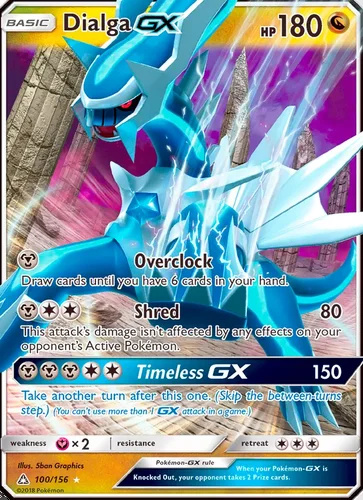 BASIC Dialga GX HP 180
Overclock
Draw cards until you have 6 cards in your hand.
Shred 80
This attack's damage isn't affected by any effects on your
opponent's Active Pokémon.
Timeless GX 150
Take another turn after this one. (Skip the between-turns
step.) (You can't use more than 1 GX attack in a game.)
weakness ×2 resistance retreat
Illus. 5ban Graphics Pokémon-GX rule When your Pokémon-GX is
100/156 Knocked Out, your opponent takes 2 Prize cards.
©2018 Pokémon